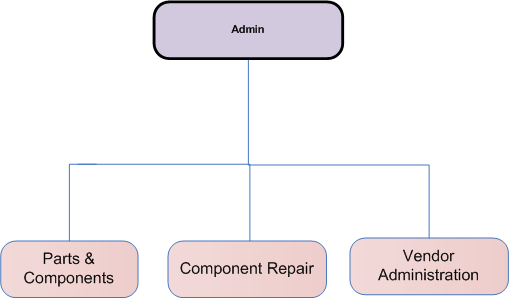 Admin
Parts &
Components
Component Repair
Vendor
Administration